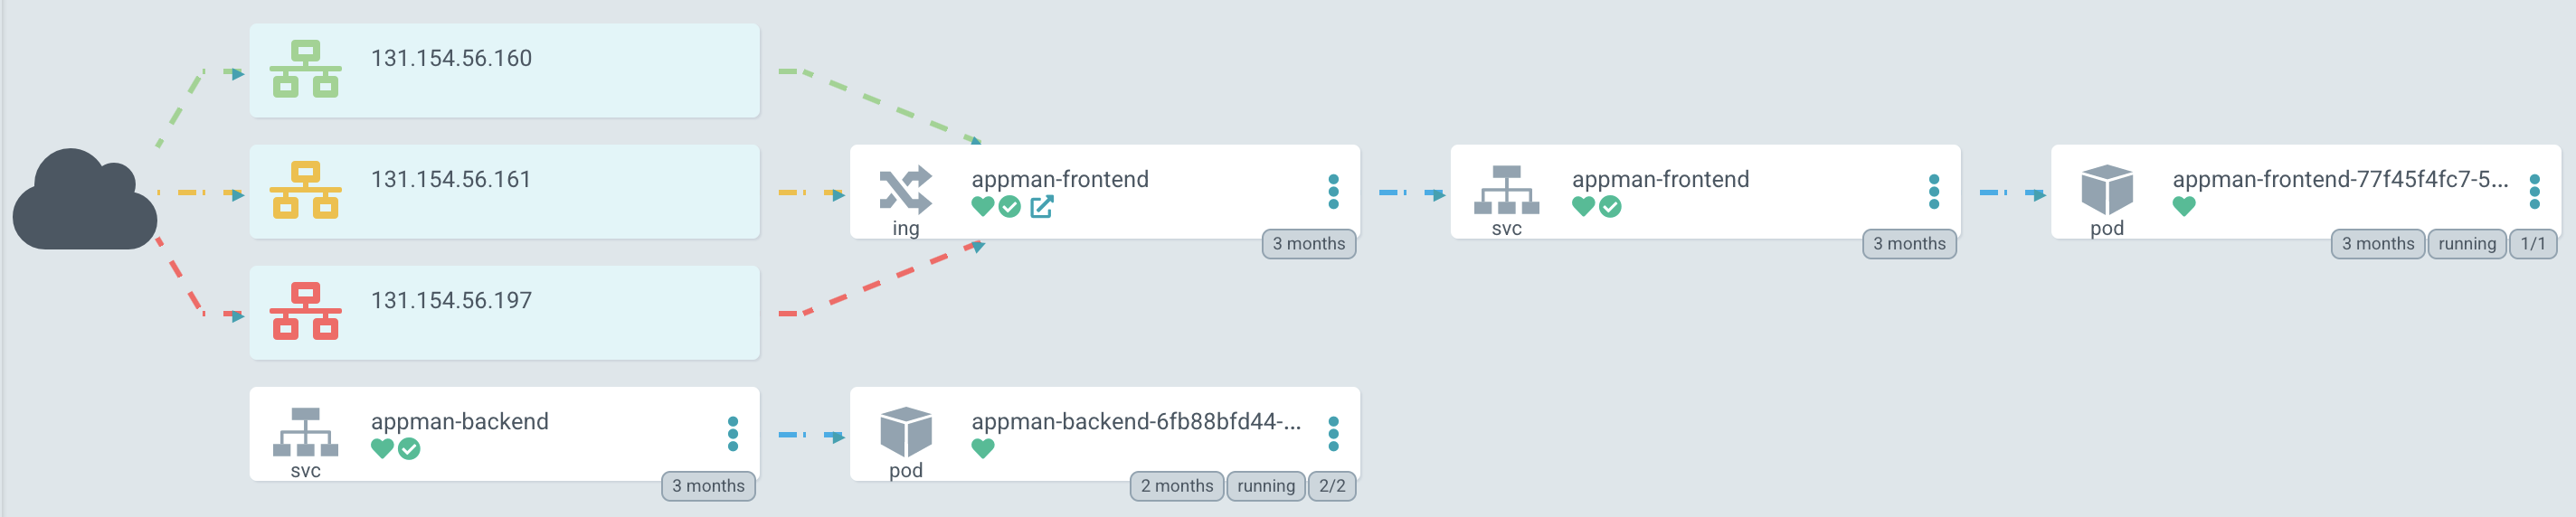 131.154.56.160
131.154.56.161
appman-frontend
ing
3 months
appman-frontend
svc
3 months
appman-frontend-77f45f4fc7-5...
pod
3 months running 1/1
131.154.56.197
appman-backend
svc
3 months
appman-backend-6fb88bfd44-...
pod
2 months running 2/2